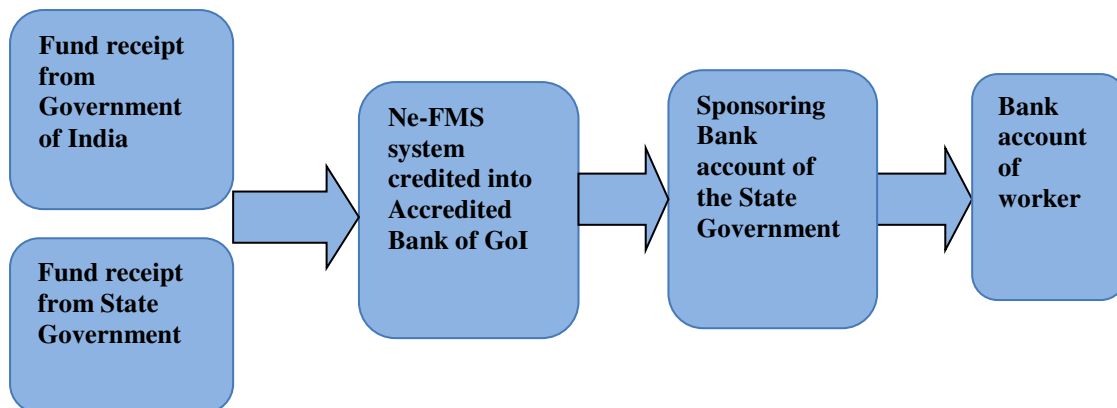 Fund receipt
from
Government
of India
Fund receipt
from State
Government
Ne-FMS
system
credited into
Accredited
Bank of GoI
Sponsoring
Bank
account of
the State
Government
Bank
account
of
worker